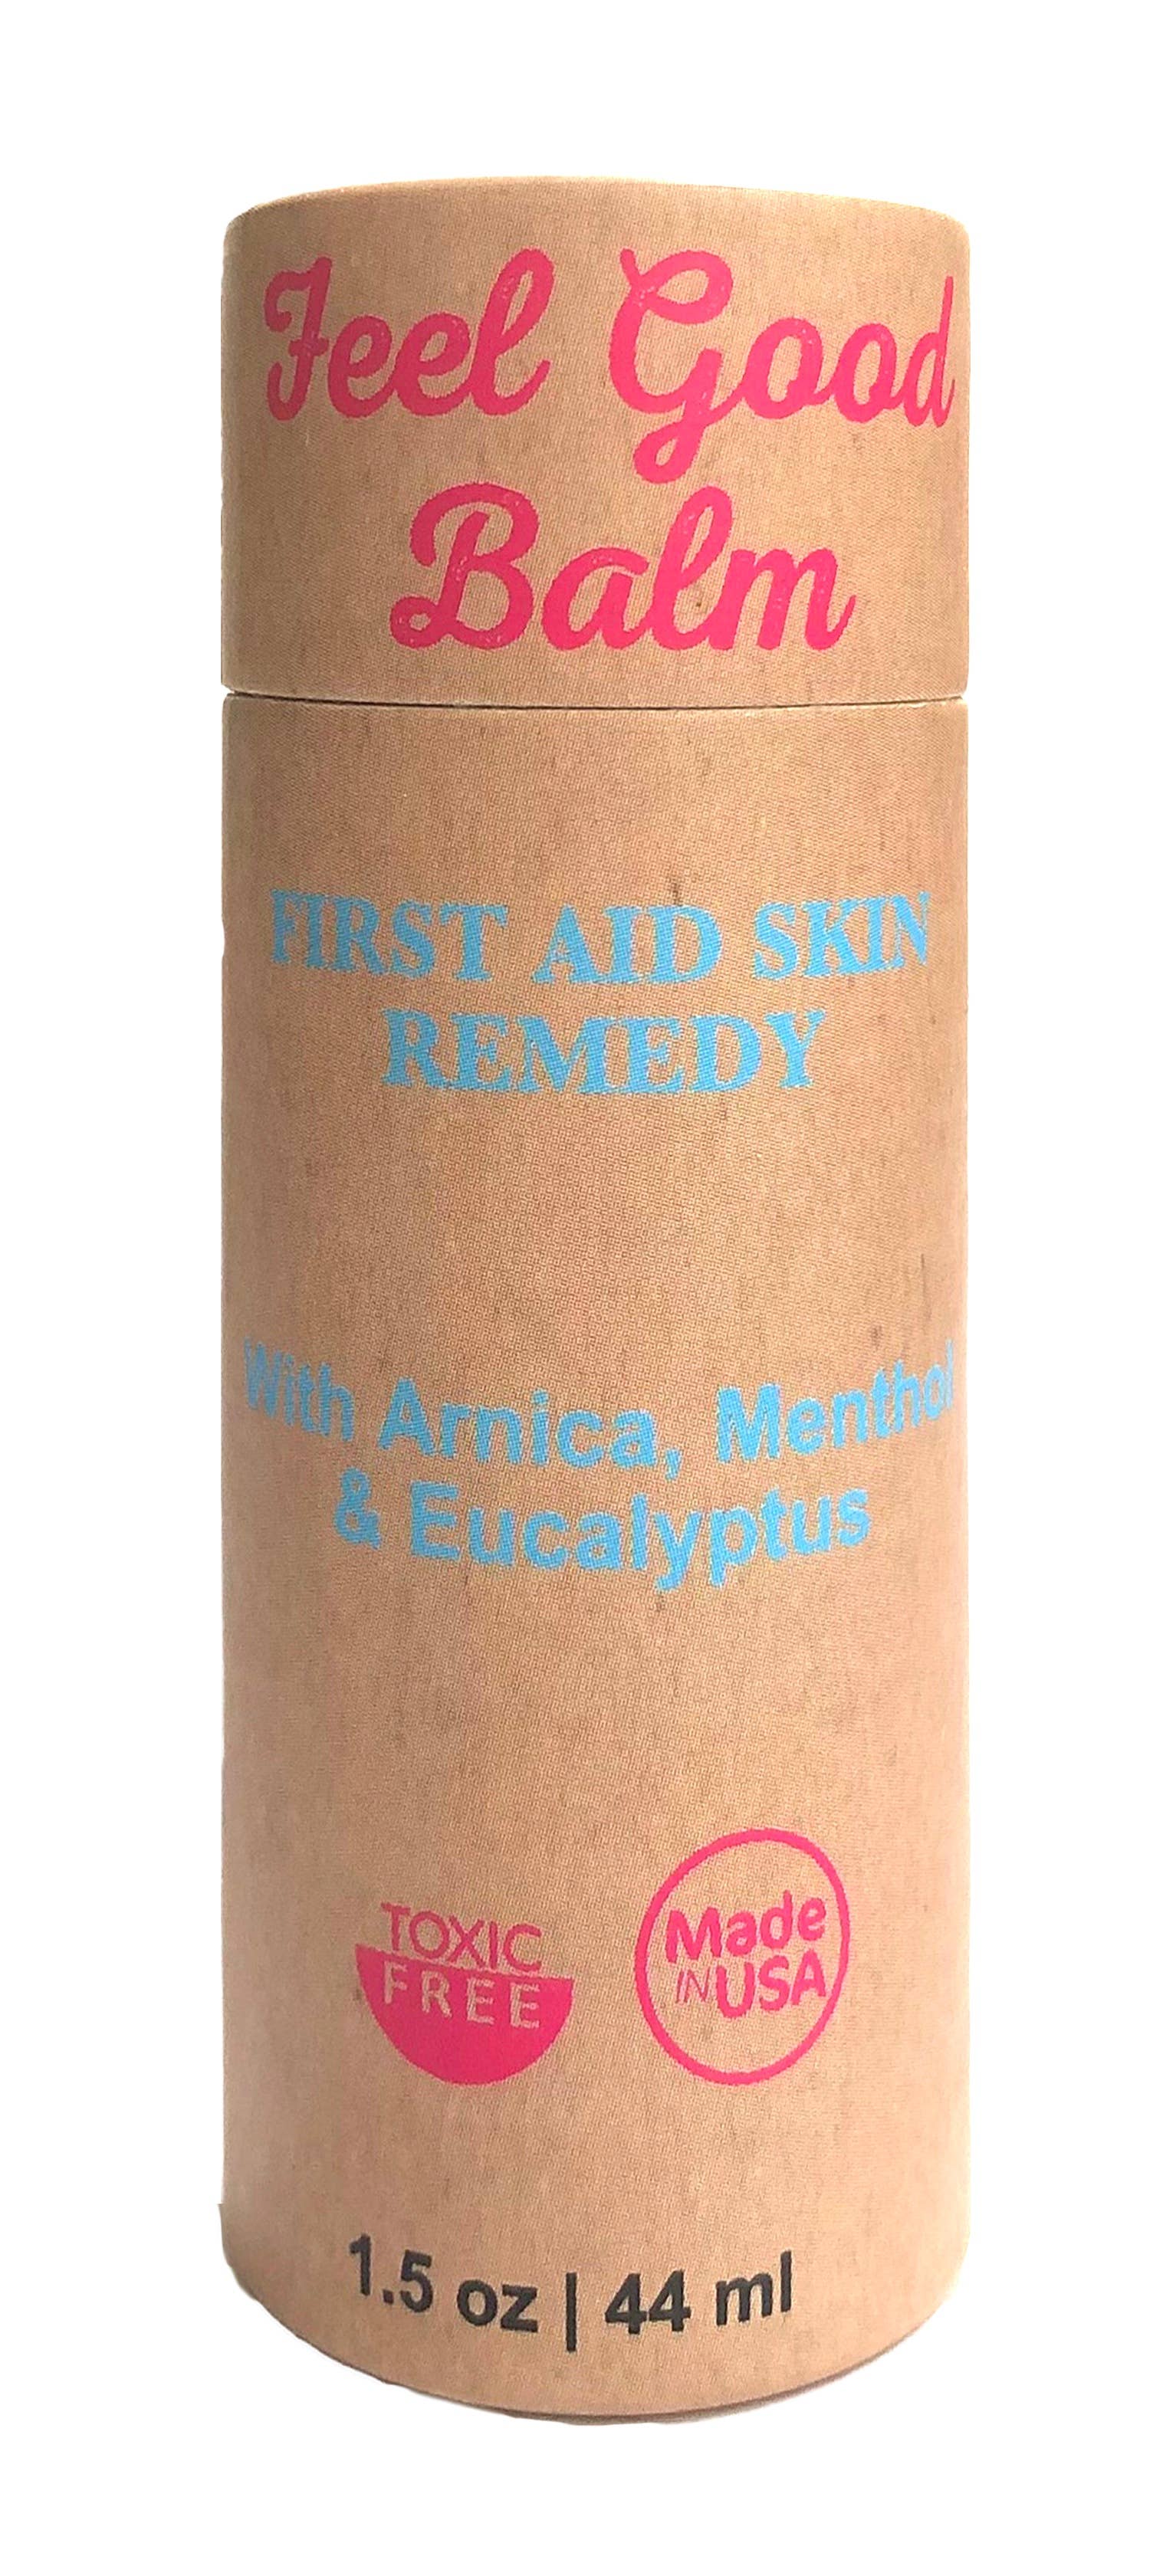 Feel Good
Balm
FIRST AID SKIN
REMEDY
With Arnica, Menthol
& Eucalyptus
TOXIC
FREE
Made
IN USA
1.5 oz | 44 ml